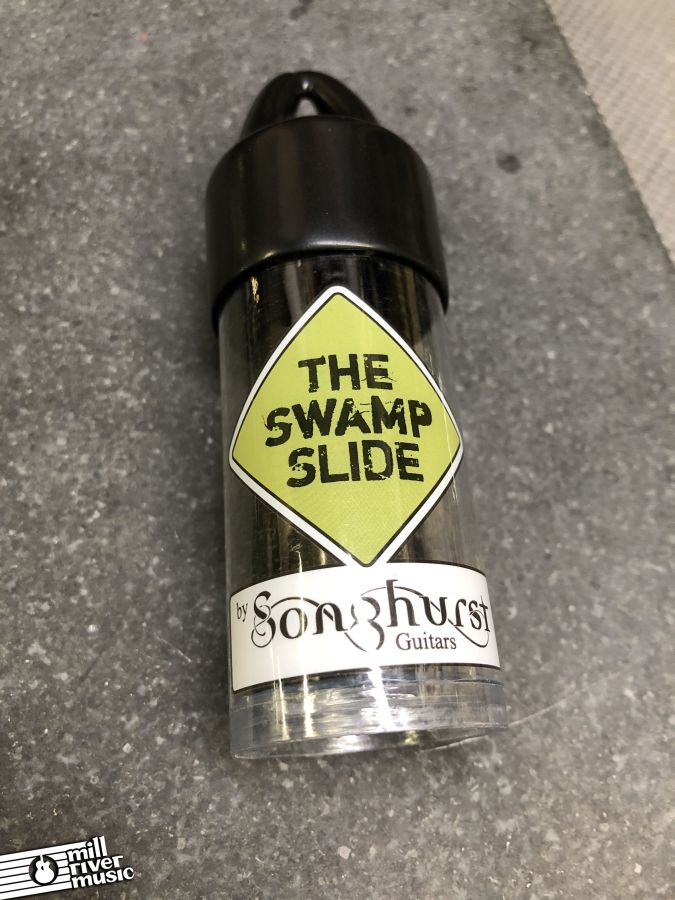 THE
SWAMP
SLIDE
by Songhurst
Guitars
mill
river
music